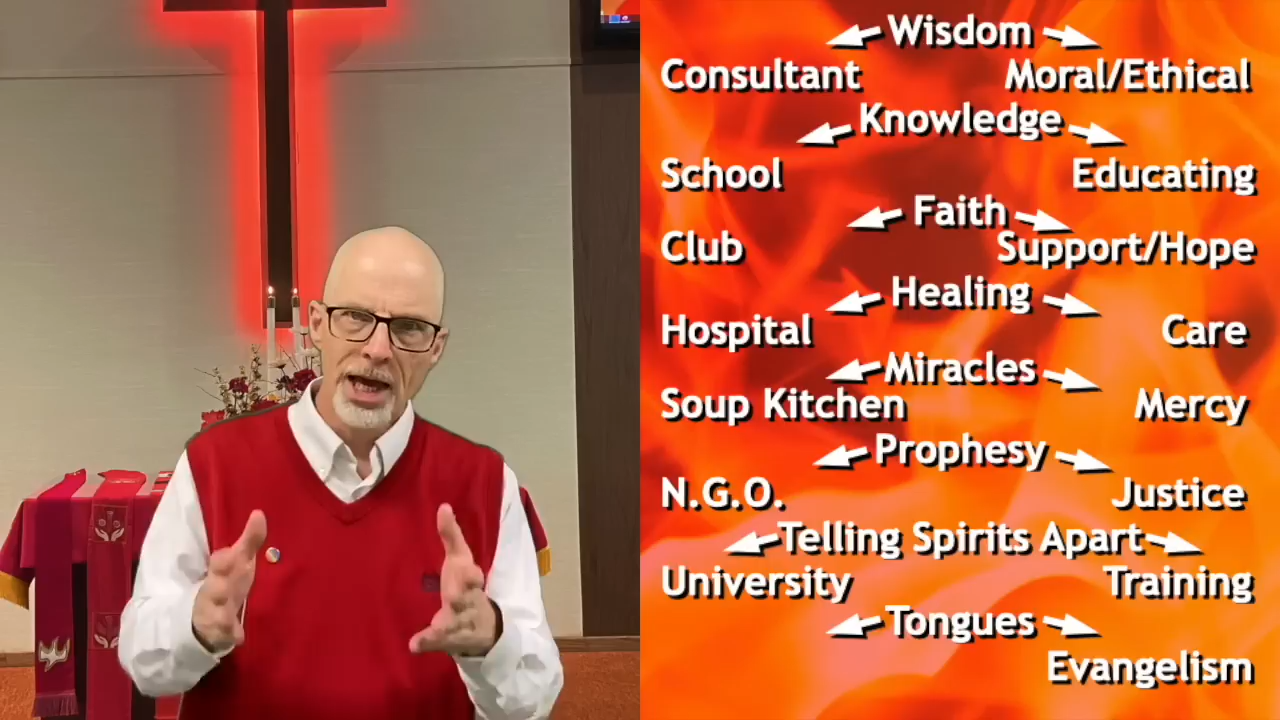 Wisdom
Consultant Moral/Ethical
Knowledge
School Educating
Faith
Club Support/Hope
Healing
Hospital Care
Miracles
Soup Kitchen Mercy
Prophesy
N.G.O. Justice
Telling Spirits Apart
University Training
Tongues
Evangelism